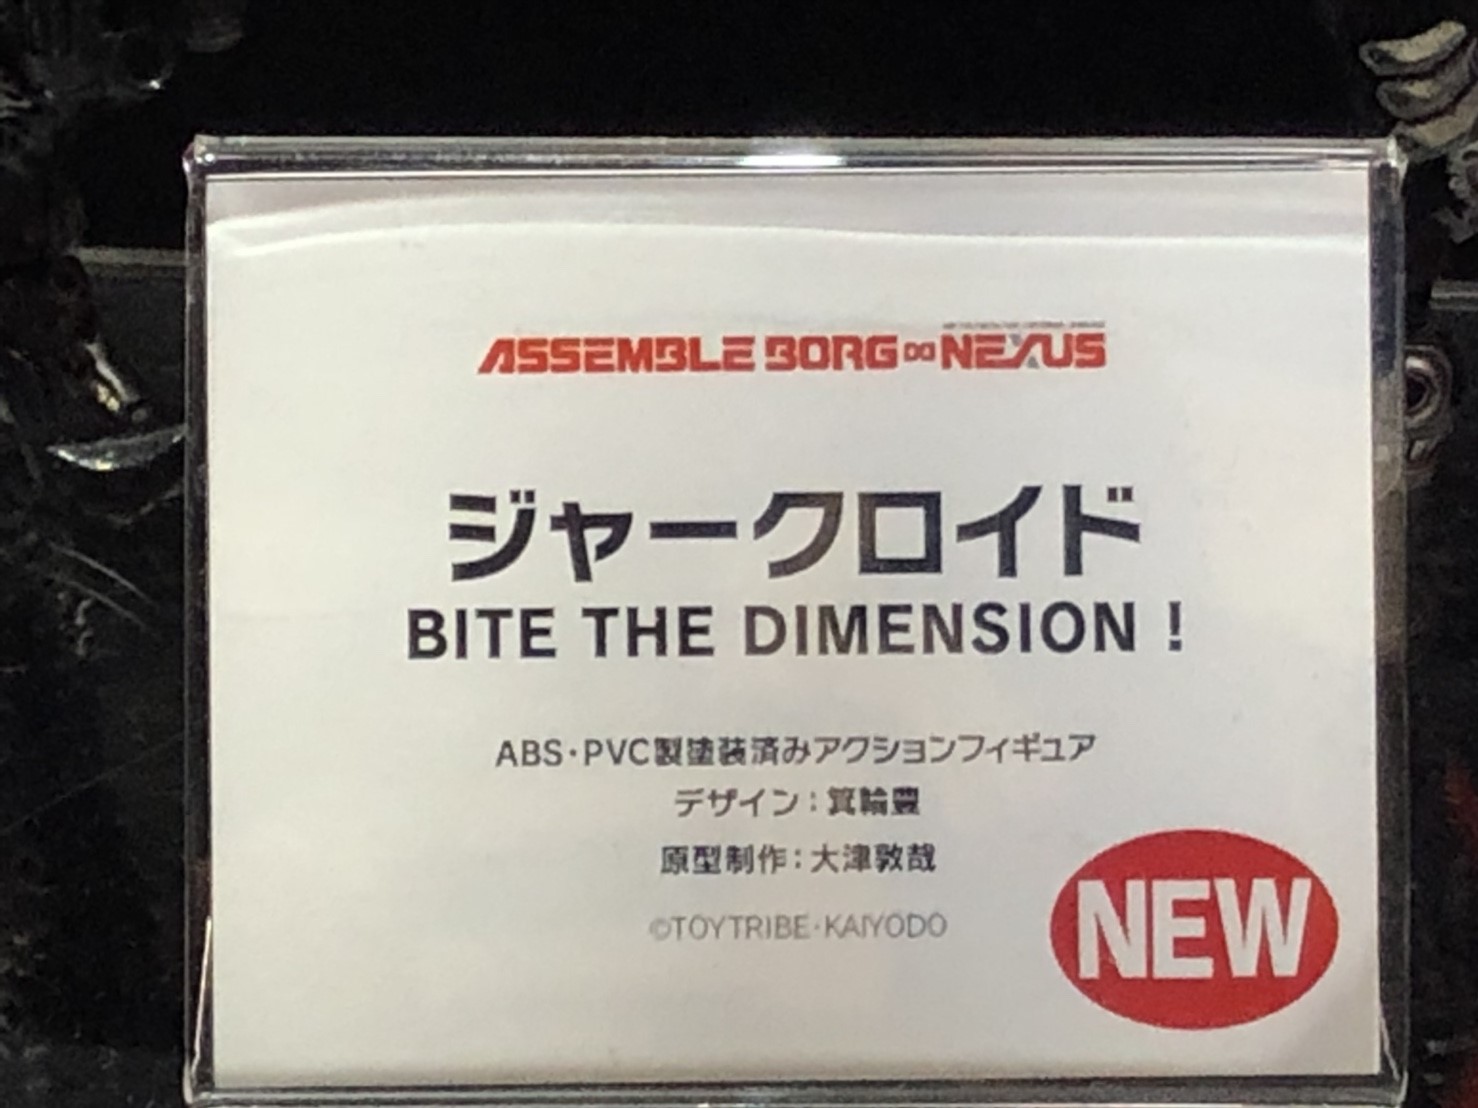 ASSEMBLE BORG∞NEXUS
ジャークロイド
BITE THE DIMENSION！
ABS・PVC製塗装済みアクションフィギュア
デザイン：箕輪豊
原型制作：大津敦哉
©TOYTRIBE・KAIYODO
NEW